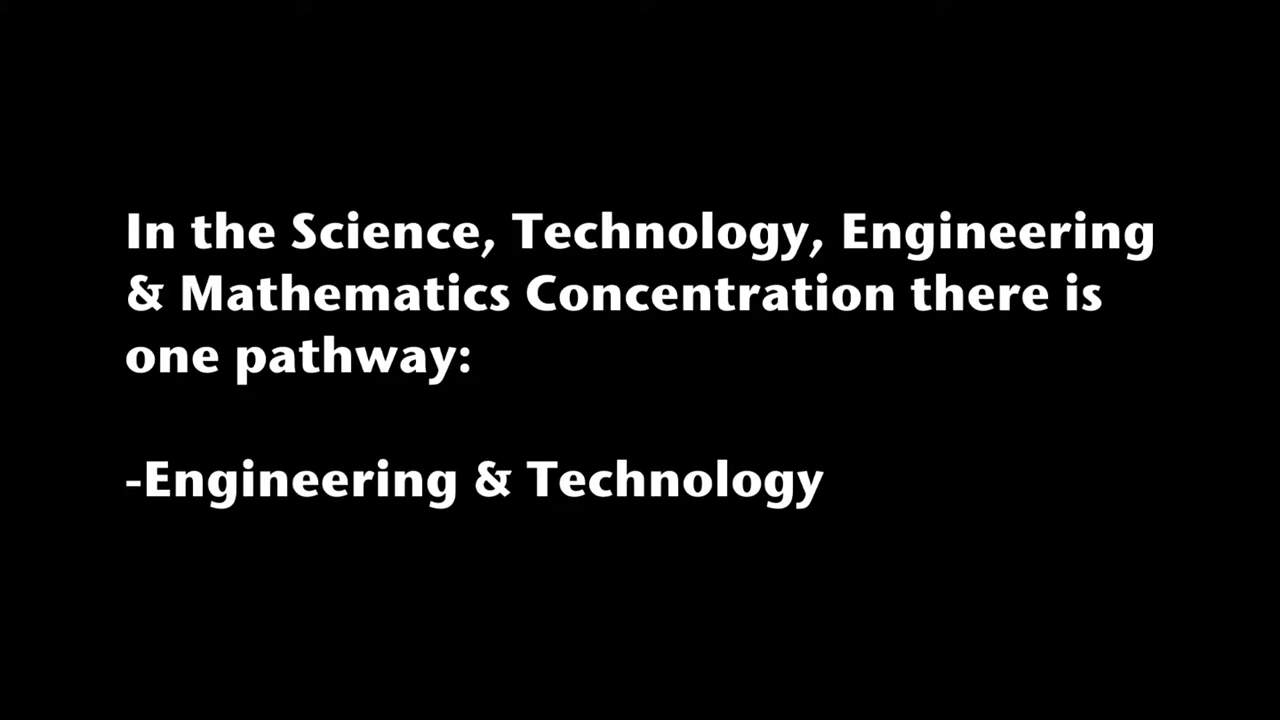 In the Science, Technology, Engineering
& Mathematics Concentration there is
one pathway:
-Engineering & Technology